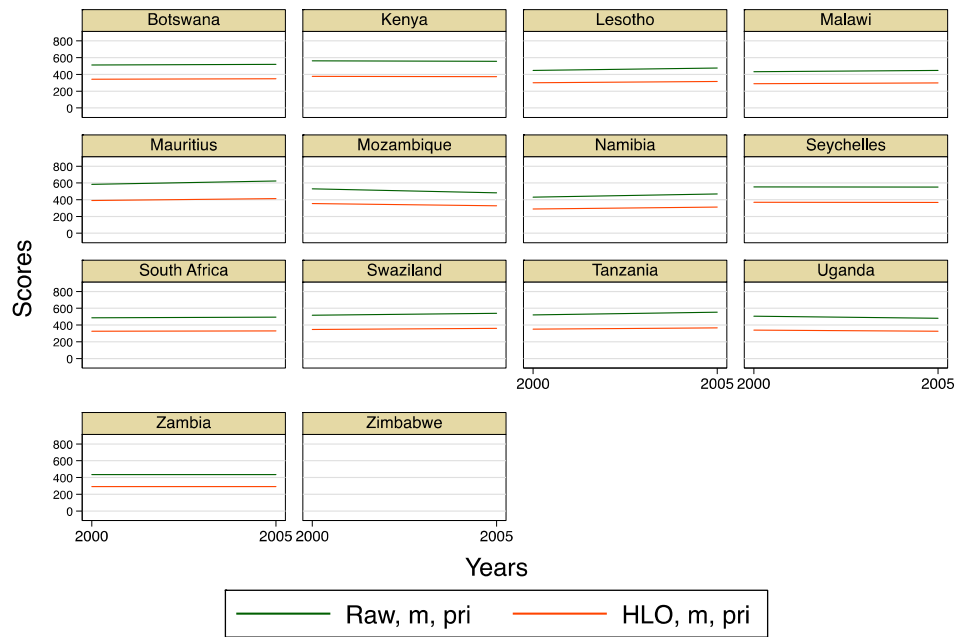 Botswana Kenya Lesotho Malawi
800
600
400
200
0
Mauritius Mozambique Namibia Seychelles
800
600
400
200
0
South Africa Swaziland Tanzania Uganda
800
600
400
200
0
2000 2005 2000 2005
Zambia Zimbabwe
800
600
400
200
0
2000 2005 2000 2005
Scores
Years
Raw, m, pri HLO, m, pri